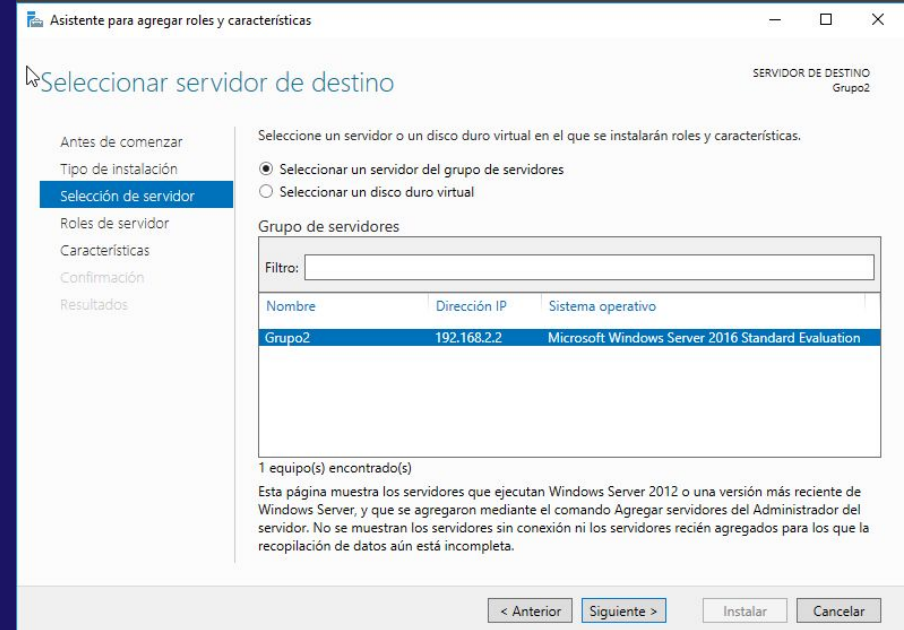 Asistente para agregar roles y características
Seleccionar servidor de destino
SERVIDOR DE DESTINO
Grupo2
Antes de comenzar
Tipo de instalación
Selección de servidor
Roles de servidor
Características
Confirmación
Resultados
Seleccione un servidor o un disco duro virtual en el que se instalarán roles y características.
Seleccionar un servidor del grupo de servidores
Seleccionar un disco duro virtual
Grupo de servidores
Filtro:
Nombre Dirección IP Sistema operativo
Grupo2 192.168.2.2 Microsoft Windows Server 2016 Standard Evaluation
1 equipo(s) encontrado(s)
Esta página muestra los servidores que ejecutan Windows Server 2012 o una versión más reciente de
Windows Server, y que se agregaron mediante el comando Agregar servidores del Administrador del
servidor. No se muestran los servidores sin conexión ni los servidores recién agregados para los que la
recopilación de datos aún está incompleta.
< Anterior Siguiente > Instalar Cancelar